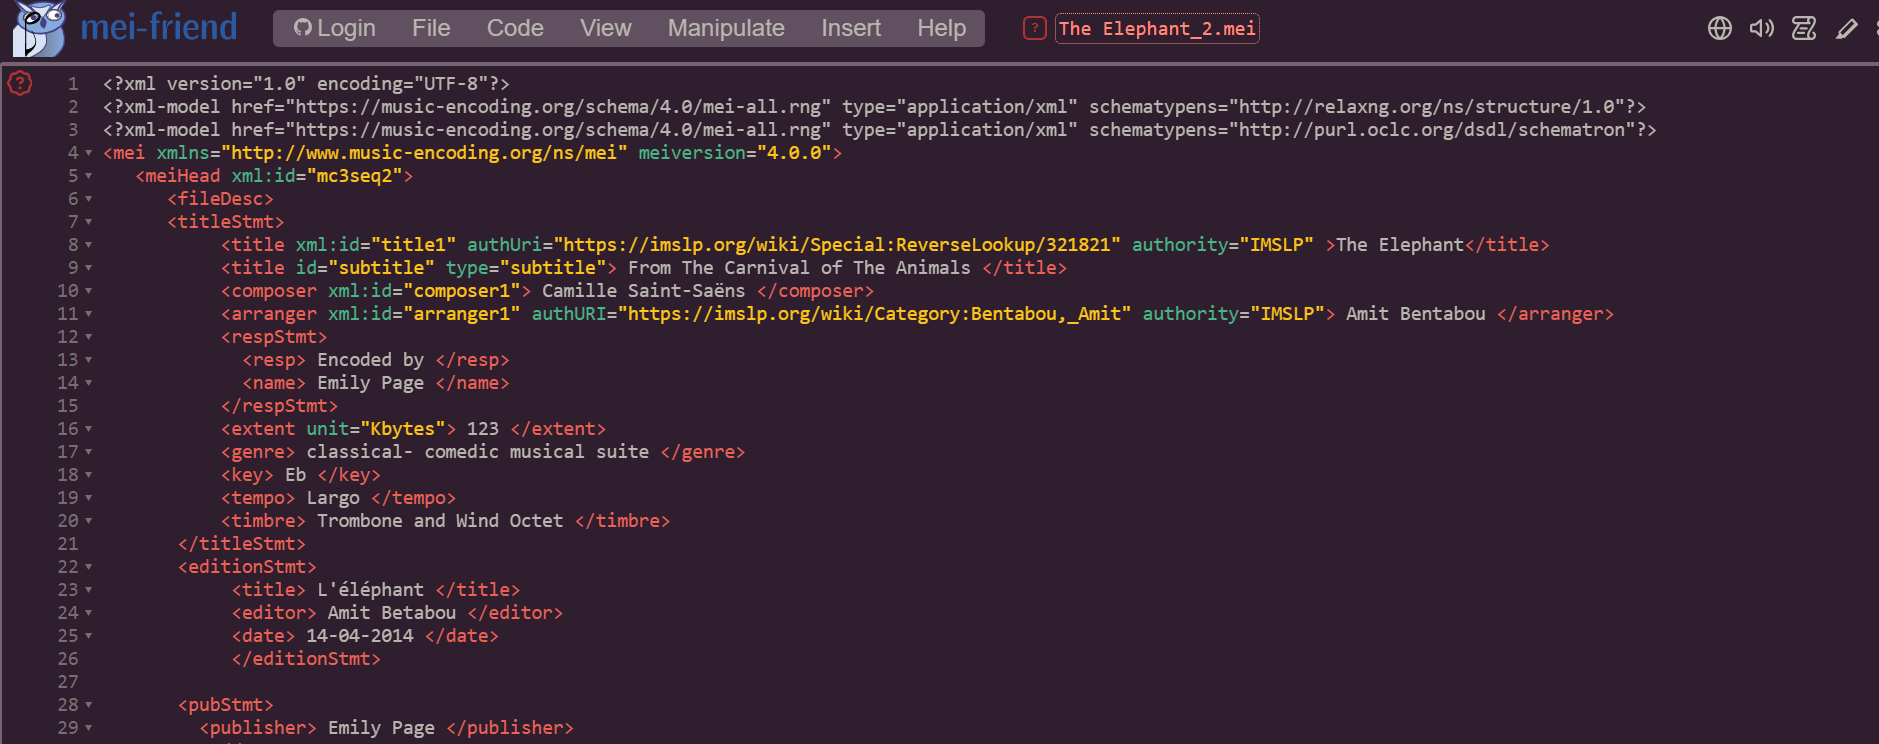 mei-friend Login File Code View Manipulate Insert Help ? The Elephant_2.mei
? 1 <?xml version="1.0" encoding="UTF-8"?>
2 <?xml-model href="https://music-encoding.org/schema/4.0/mei-all.rng" type="application/xml" schematypens="http://relaxng.org/ns/structure/1.0"?>
3 <?xml-model href="https://music-encoding.org/schema/4.0/mei-all.rng" type="application/xml" schematypens="http://purl.oclc.org/dsdl/schematron"?>
4 <mei xmlns="http://www.music-encoding.org/ns/mei" meiversion="4.0.0">
5 <meiHead xml:id="mc3seq2">
6 <fileDesc>
7 <titleStmt>
8 <title xml:id="title1" authUri="https://imslp.org/wiki/Special:ReverseLookup/321821" authority="IMSLP" >The Elephant</title>
9 <title id="subtitle" type="subtitle"> From The Carnival of The Animals </title>
10 <composer xml:id="composer1"> Camille Saint-Saëns </composer>
11 <arranger xml:id="arranger1" authURI="https://imslp.org/wiki/Category:Bentabou,_Amit" authority="IMSLP"> Amit Bentabou </arranger>
12 <respStmt>
13 <resp> Encoded by </resp>
14 <name> Emily Page </name>
15 </respStmt>
16 <extent unit="Kbytes"> 123 </extent>
17 <genre> classical- comedic musical suite </genre>
18 <key> Eb </key>
19 <tempo> Largo </tempo>
20 <timbre> Trombone and Wind Octet </timbre>
21 </titleStmt>
22 <editionStmt>
23 <title> L'éléphant </title>
24 <editor> Amit Betabou </editor>
25 <date> 14-04-2014 </date>
26 </editionStmt>
27
28 <pubStmt>
29 <publisher> Emily Page </publisher>